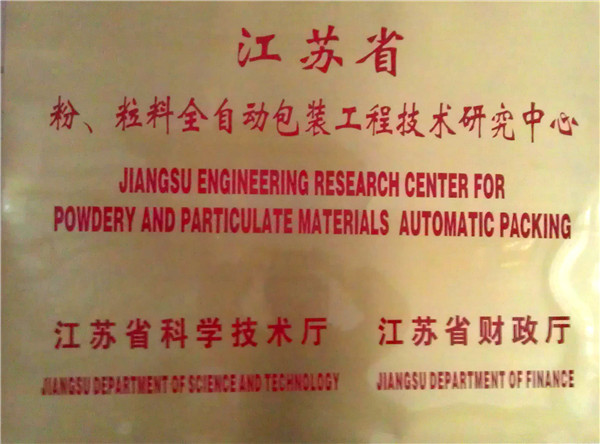 江苏省
粉、粒料全自动包装工程技术研究中心
JIANGSU ENGINEERING RESEARCH CENTER FOR
POWDERY AND PARTICULATE MATERIALS AUTOMATIC PACKING
江苏省科学技术厅 江苏省财政厅
JIANGSU DEPARTMENT OF SCIENCE AND TECHNOLOGY JIANGSU DEPARTMENT OF FINANCE